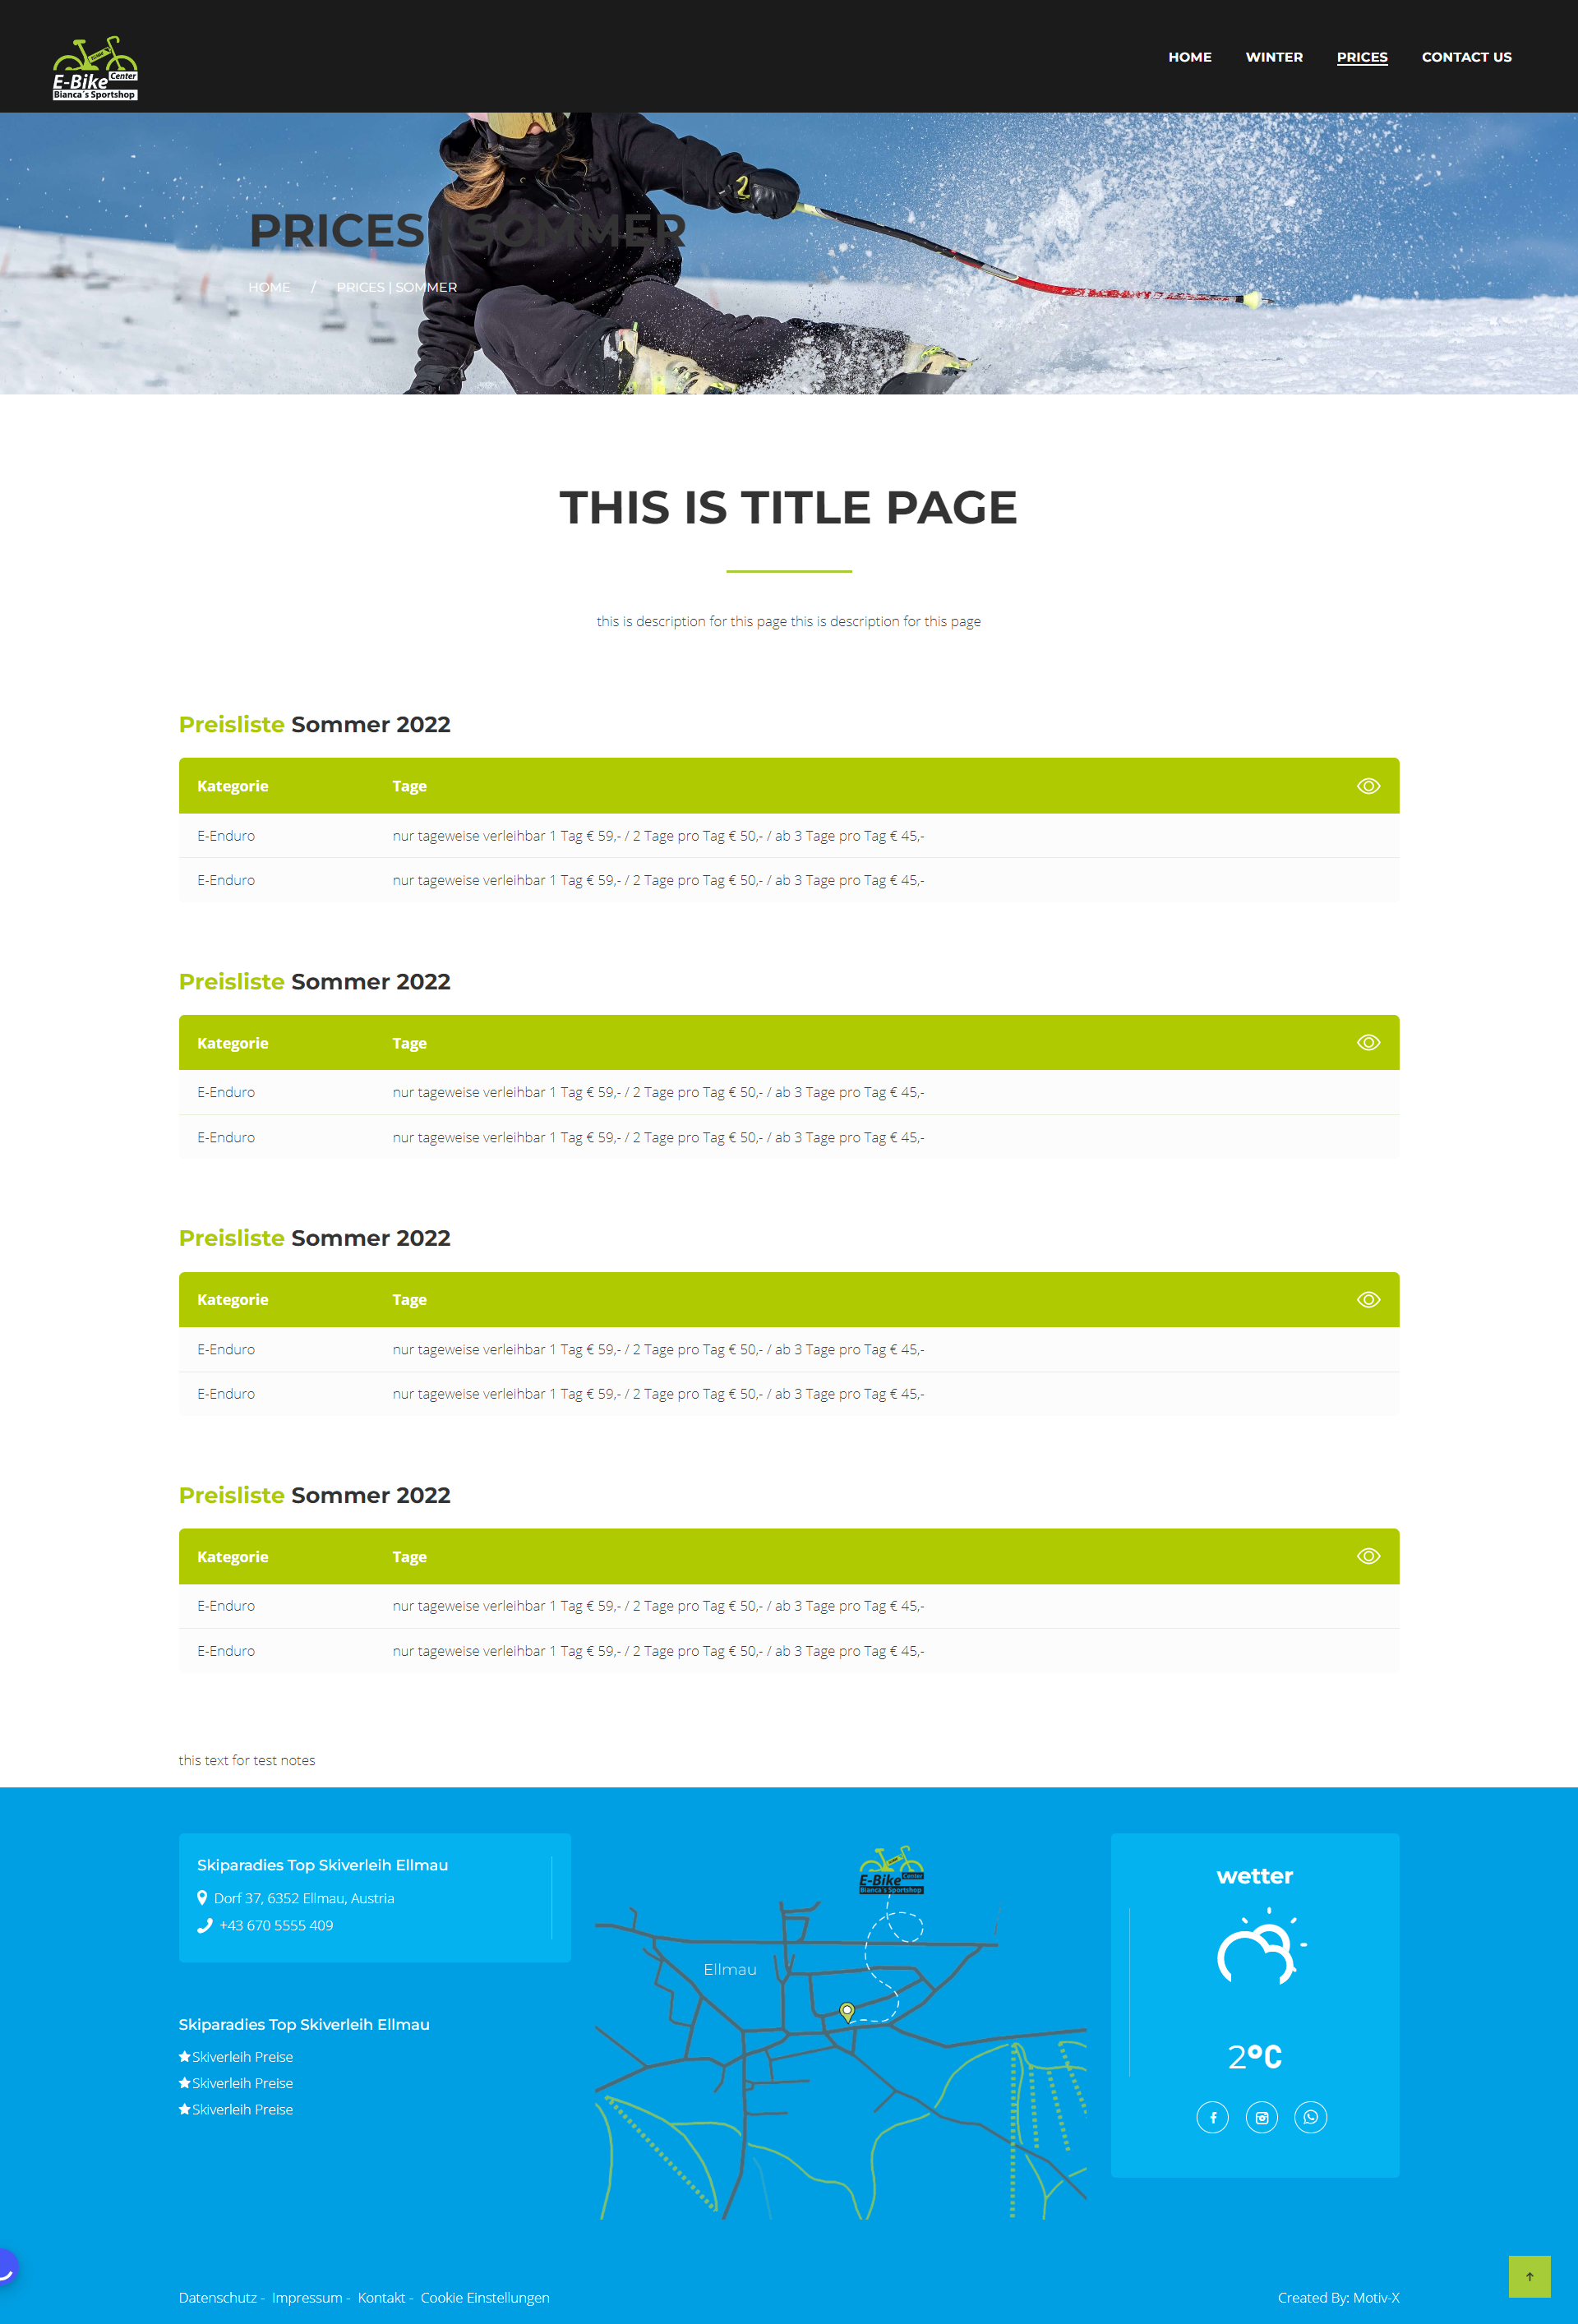 E-Bike Center
Bianca's Sportshop
HOME WINTER PRICES CONTACT US
PRICES | SOMMER
HOME / PRICES | SOMMER
THIS IS TITLE PAGE
this is description for this page this is description for this page
Preisliste Sommer 2022
Kategorie Tage
E-Enduro nur tageweise verleihbar 1 Tag € 59,- / 2 Tage pro Tag € 50,- / ab 3 Tage pro Tag € 45,-
E-Enduro nur tageweise verleihbar 1 Tag € 59,- / 2 Tage pro Tag € 50,- / ab 3 Tage pro Tag € 45,-
Preisliste Sommer 2022
Kategorie Tage
E-Enduro nur tageweise verleihbar 1 Tag € 59,- / 2 Tage pro Tag € 50,- / ab 3 Tage pro Tag € 45,-
E-Enduro nur tageweise verleihbar 1 Tag € 59,- / 2 Tage pro Tag € 50,- / ab 3 Tage pro Tag € 45,-
Preisliste Sommer 2022
Kategorie Tage
E-Enduro nur tageweise verleihbar 1 Tag € 59,- / 2 Tage pro Tag € 50,- / ab 3 Tage pro Tag € 45,-
E-Enduro nur tageweise verleihbar 1 Tag € 59,- / 2 Tage pro Tag € 50,- / ab 3 Tage pro Tag € 45,-
Preisliste Sommer 2022
Kategorie Tage
E-Enduro nur tageweise verleihbar 1 Tag € 59,- / 2 Tage pro Tag € 50,- / ab 3 Tage pro Tag € 45,-
E-Enduro nur tageweise verleihbar 1 Tag € 59,- / 2 Tage pro Tag € 50,- / ab 3 Tage pro Tag € 45,-
this text for test notes
Skiparadies Top Skiverleih Ellmau
Dorf 37, 6352 Ellmau, Austria
+43 670 5555 409
Skiparadies Top Skiverleih Ellmau
Skiverleih Preise
Skiverleih Preise
Skiverleih Preise
E-Bike Center
Bianca's Sportshop
Ellmau
wetter
2°C
Datenschutz - Impressum - Kontakt - Cookie Einstellungen
Created By: Motiv-X